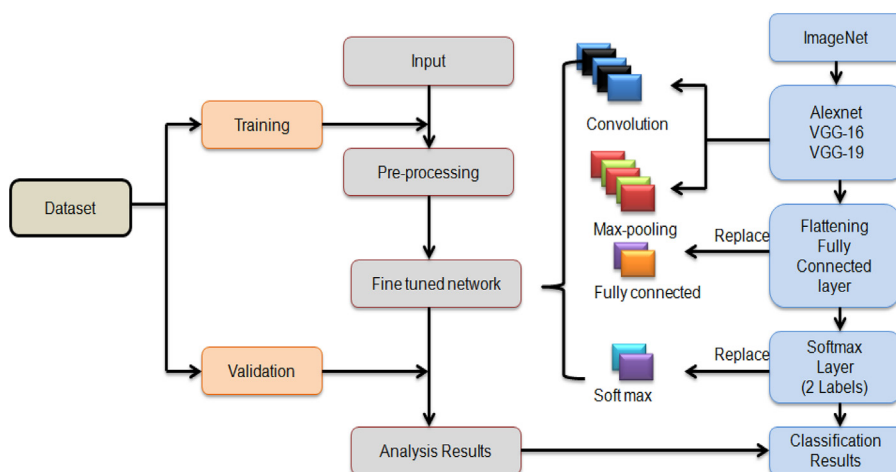 ImageNet
Input
Training
Convolution
Alexnet
VGG-16
VGG-19
Pre-processing
Dataset
Max-pooling
Replace
Flattening
Fully
Connected
layer
Fine tuned network
Fully connected
Validation
Soft max
Replace
Softmax
Layer
(2 Labels)
Analysis Results
Classification
Results